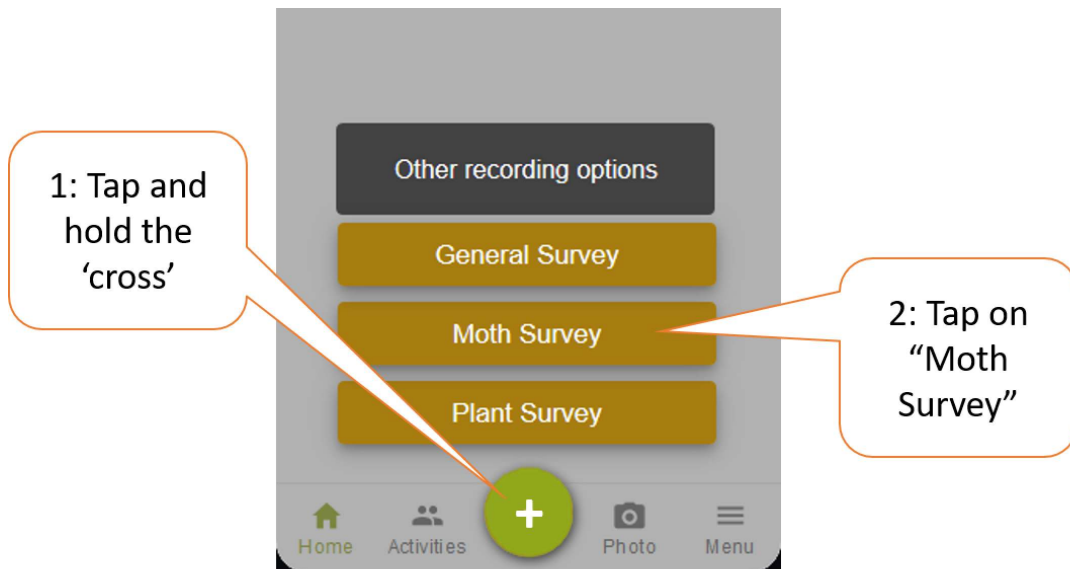 1: Tap and
hold the
‘cross’
Other recording options
General Survey
Moth Survey
Plant Survey
2: Tap on
“Moth
Survey”
Home
Activities
Photo
Menu